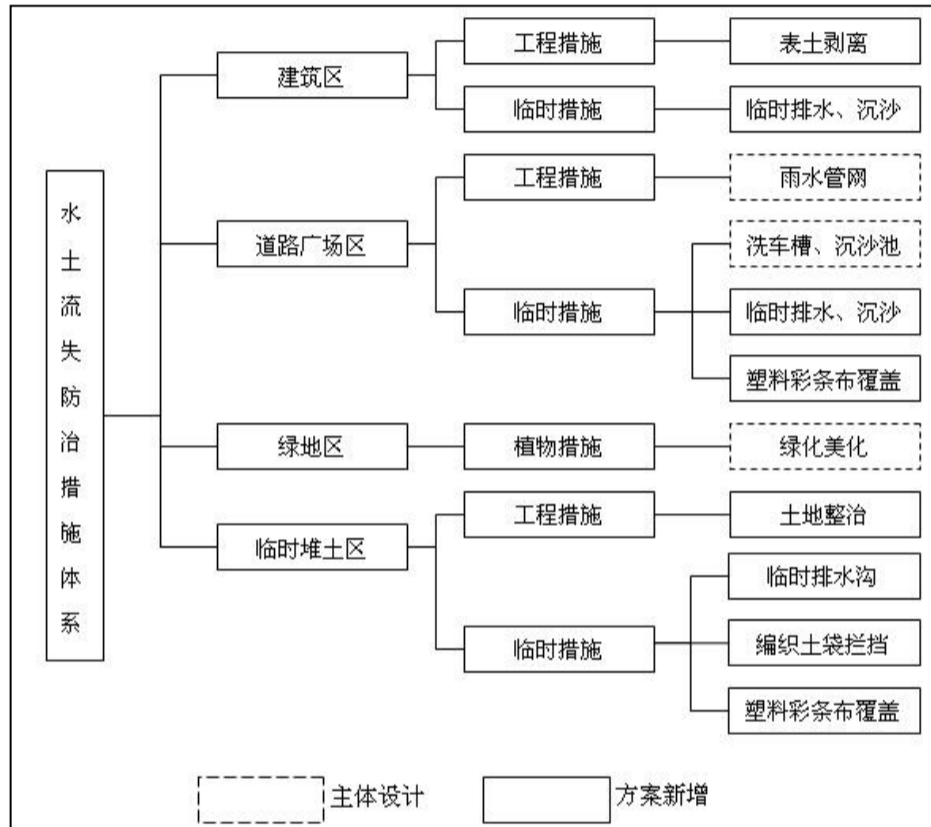 水土流失防治措施体系
建筑区
工程措施
表土剥离
临时措施
临时排水、沉沙
道路广场区
工程措施
雨水管网
临时措施
洗车槽、沉沙池
临时排水、沉沙
塑料彩条布覆盖
绿地区
植物措施
绿化美化
临时堆土区
工程措施
土地整治
临时措施
临时排水沟
编织土袋拦挡
塑料彩条布覆盖
主体设计
方案新增